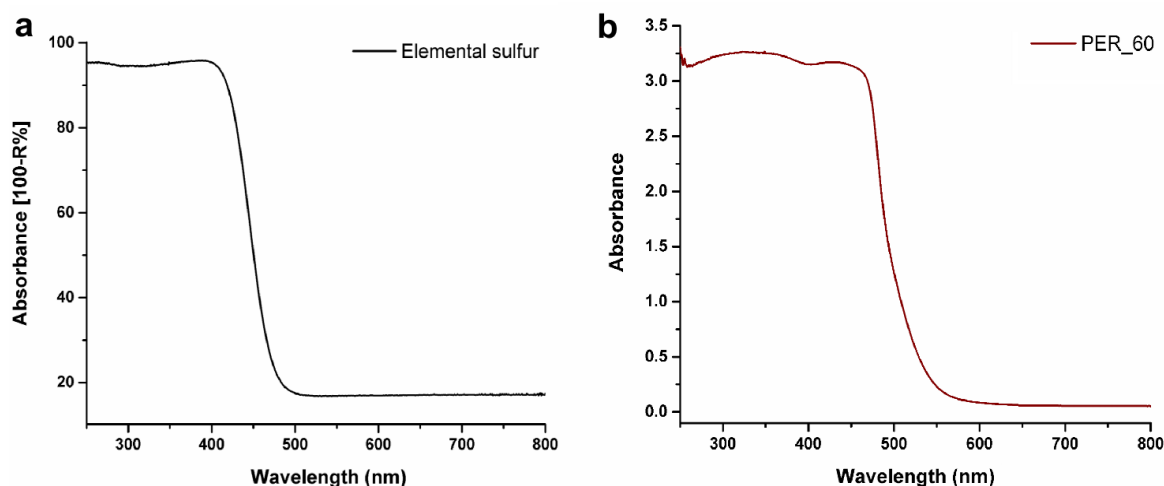 a
Elemental sulfur
Absorbance [100-R%]
100
80
60
40
20
300 400 500 600 700 800
Wavelength (nm)
b
PER_60
Absorbance
3.5
3.0
2.5
2.0
1.5
1.0
0.5
0.0
300 400 500 600 700 800
Wavelength (nm)